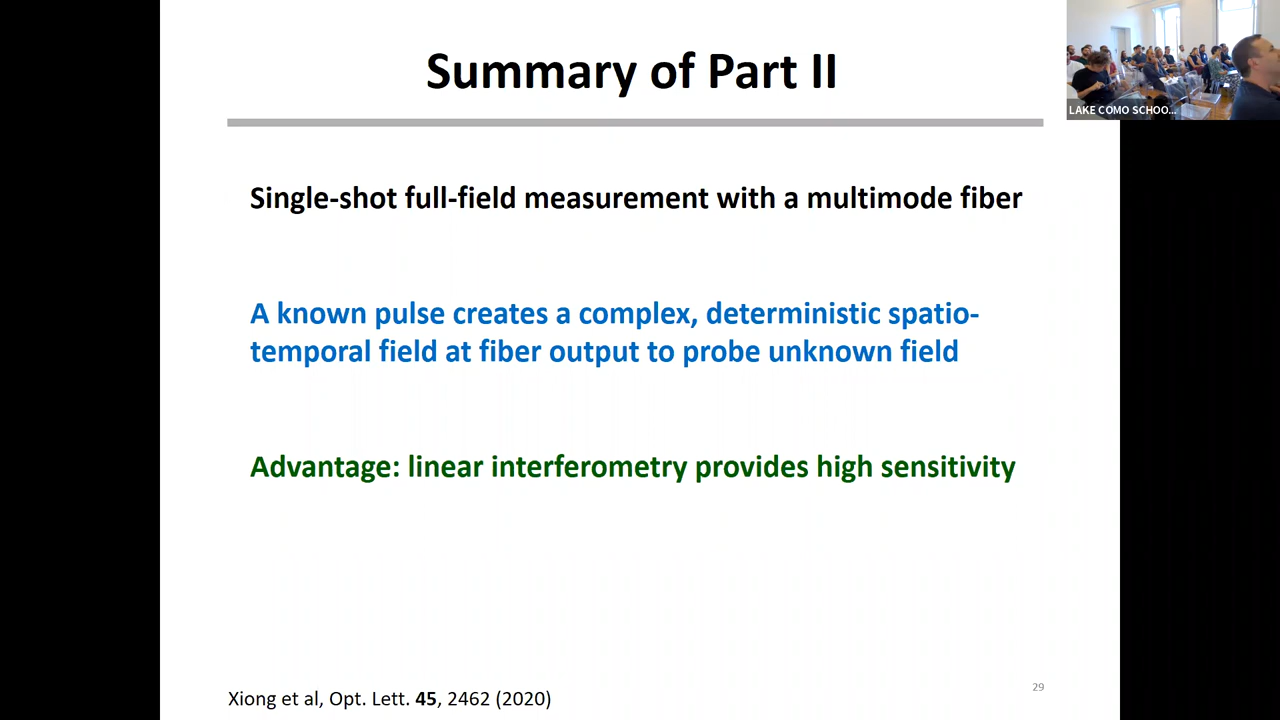 Summary of Part II
LAKE COMO SCHOO...
Single-shot full-field measurement with a multimode fiber
A known pulse creates a complex, deterministic spatio-
temporal field at fiber output to probe unknown field
Advantage: linear interferometry provides high sensitivity
29
Xiong et al, Opt. Lett. 45, 2462 (2020)